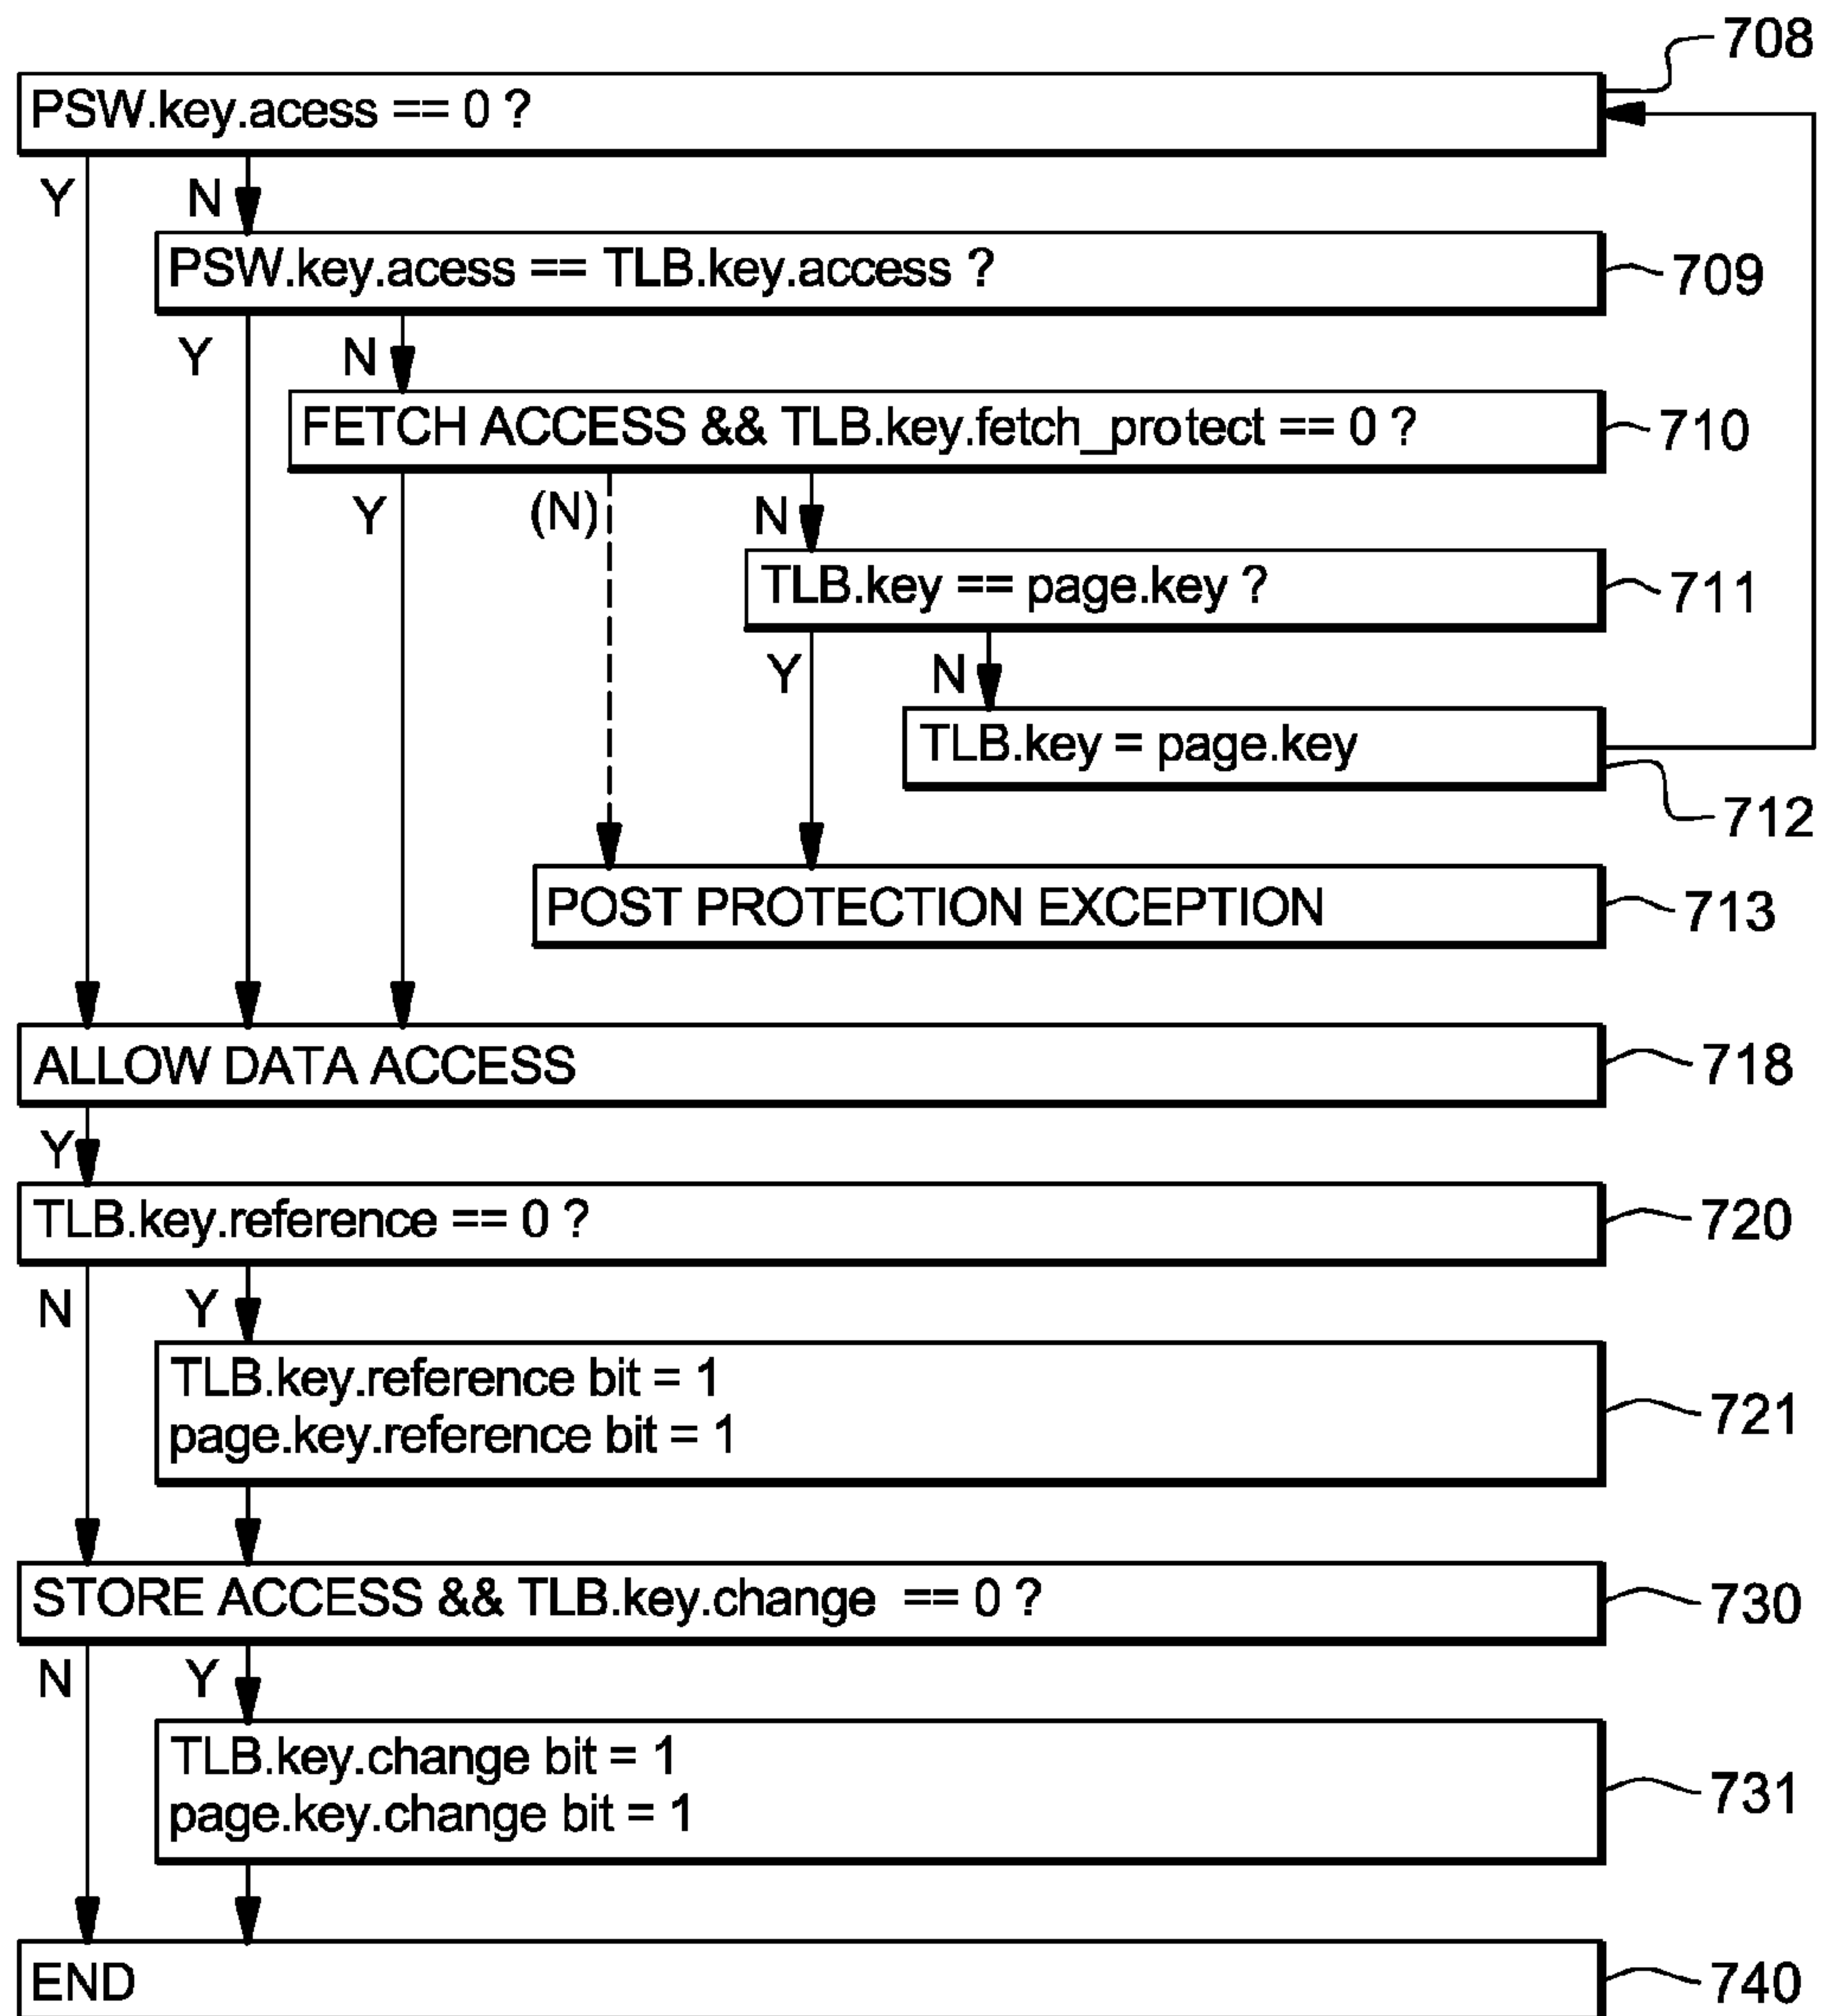 708
PSW.key.acess == 0 ?
Y
N
PSW.key.acess == TLB.key.access ?
709
Y
N
FETCH ACCESS && TLB.key.fetch_protect == 0 ?
710
Y
(N)
N
TLB.key == page.key ?
711
Y
N
TLB.key = page.key
712
POST PROTECTION EXCEPTION
713
ALLOW DATA ACCESS
718
Y
TLB.key.reference == 0 ?
720
N
Y
TLB.key.reference bit = 1
page.key.reference bit = 1
721
STORE ACCESS && TLB.key.change == 0 ?
730
N
Y
TLB.key.change bit = 1
page.key.change bit = 1
731
END
740